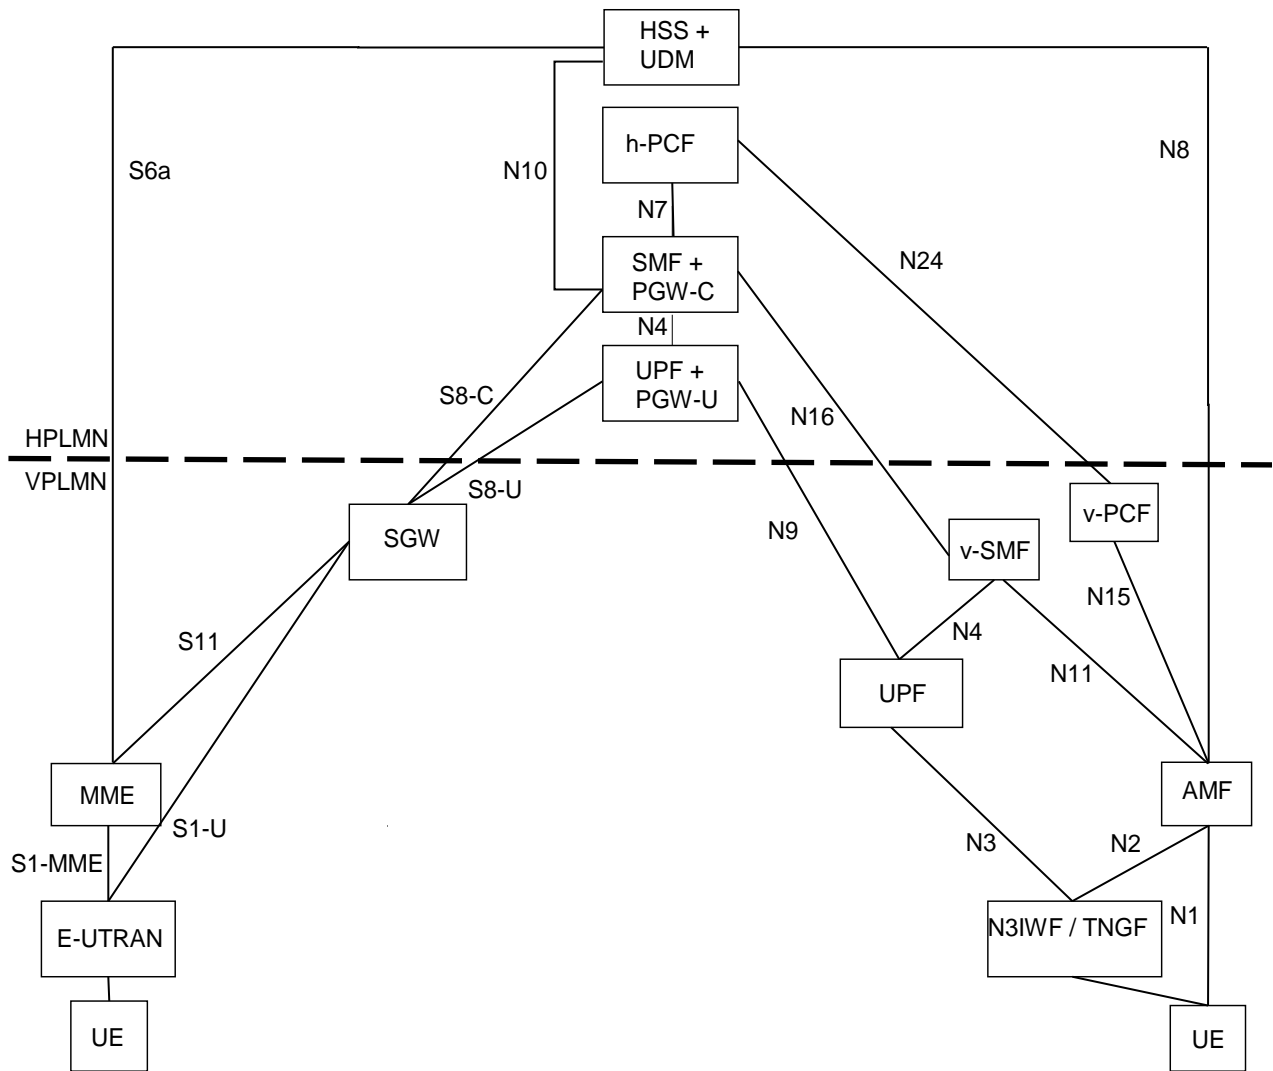 HSS +
UDM
h-PCF
S6a
N10
N8
N7
N24
SMF +
PGW-C
N4
UPF +
PGW-U
S8-C
N16
HPLMN
VPLMN
S8-U
v-PCF
SGW
N9
v-SMF
N15
S11
N4
N11
UPF
MME
AMF
S1-U
S1-MME
N3
N2
E-UTRAN
N3IWF / TNGF
N1
UE
UE